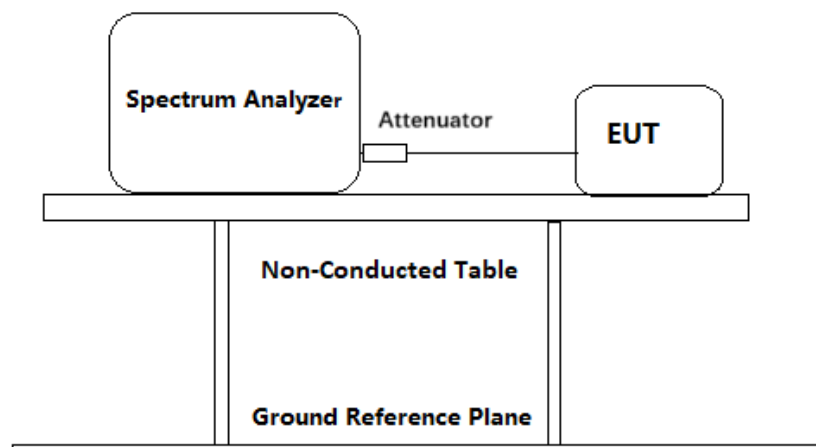 Spectrum Analyzer
Attenuator
EUT
Non-Conducted Table
Ground Reference Plane